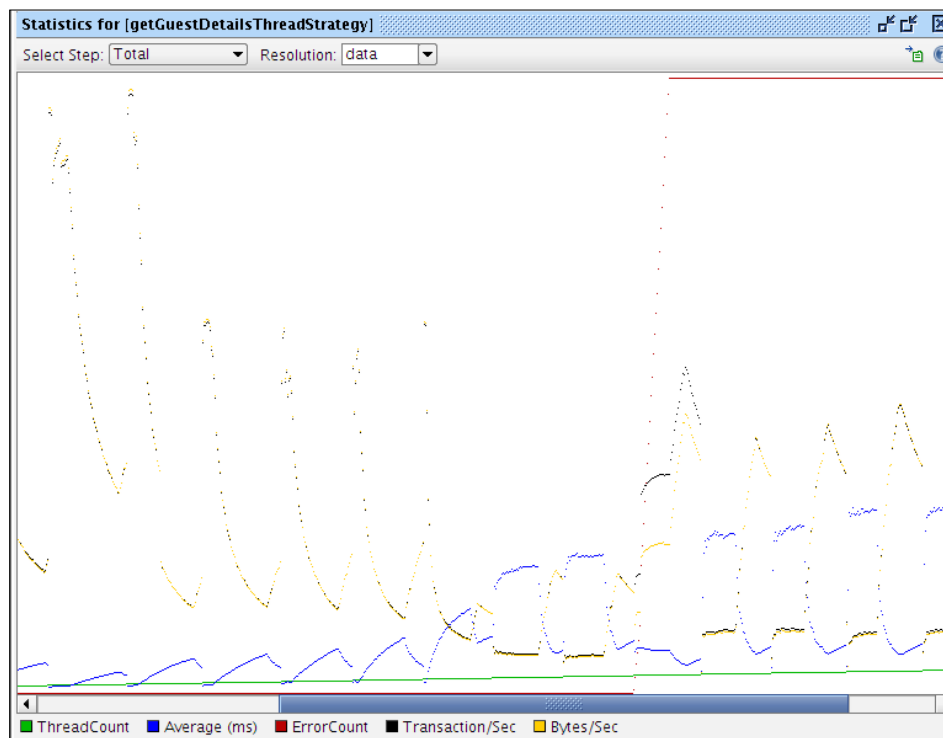 Statistics for [getGuestDetailsThreadStrategy]
Select Step: Total Resolution: data
ThreadCount Average (ms) ErrorCount Transaction/Sec Bytes/Sec